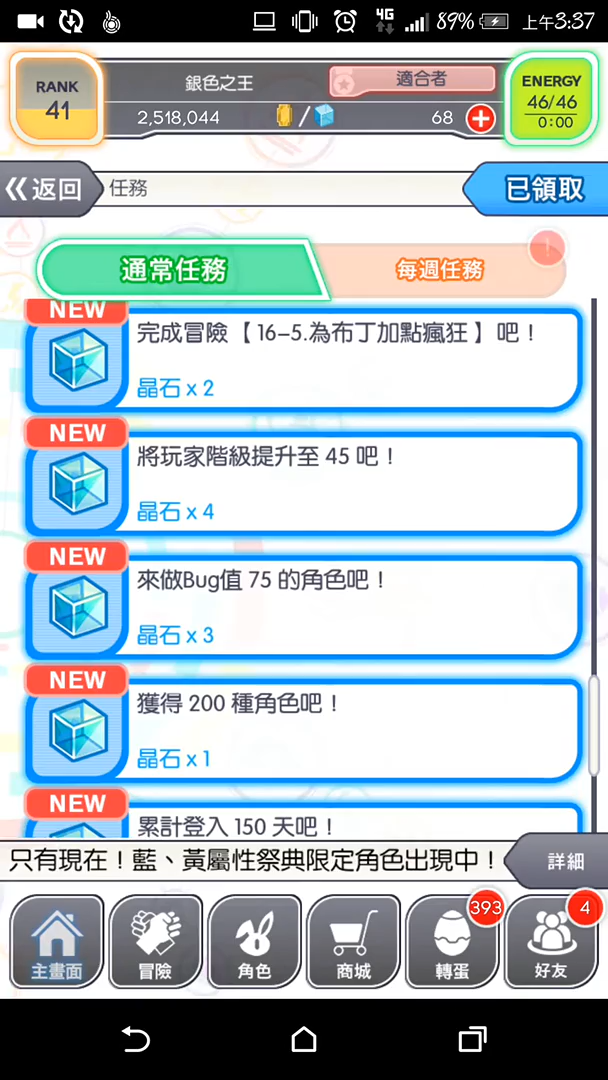 4G 89% 上午3:37
RANK
41
銀色之王
適合者
2,518,044
/
68
ENERGY
46/46
0:00
返回
任務
已領取
通常任務
每週任務
!
NEW
完成冒險【16-5.為布丁加點瘋狂】吧!
晶石 x 2
NEW
將玩家階級提升至 45 吧!
晶石 x 4
NEW
來做Bug值 75 的角色吧!
晶石 x 3
NEW
獲得 200 種角色吧!
晶石 x 1
NEW
累計登入 150 天吧!
只有現在!藍、黃屬性祭典限定角色出現中!
詳細
393
4
主畫面
冒險
角色
商城
轉蛋
好友